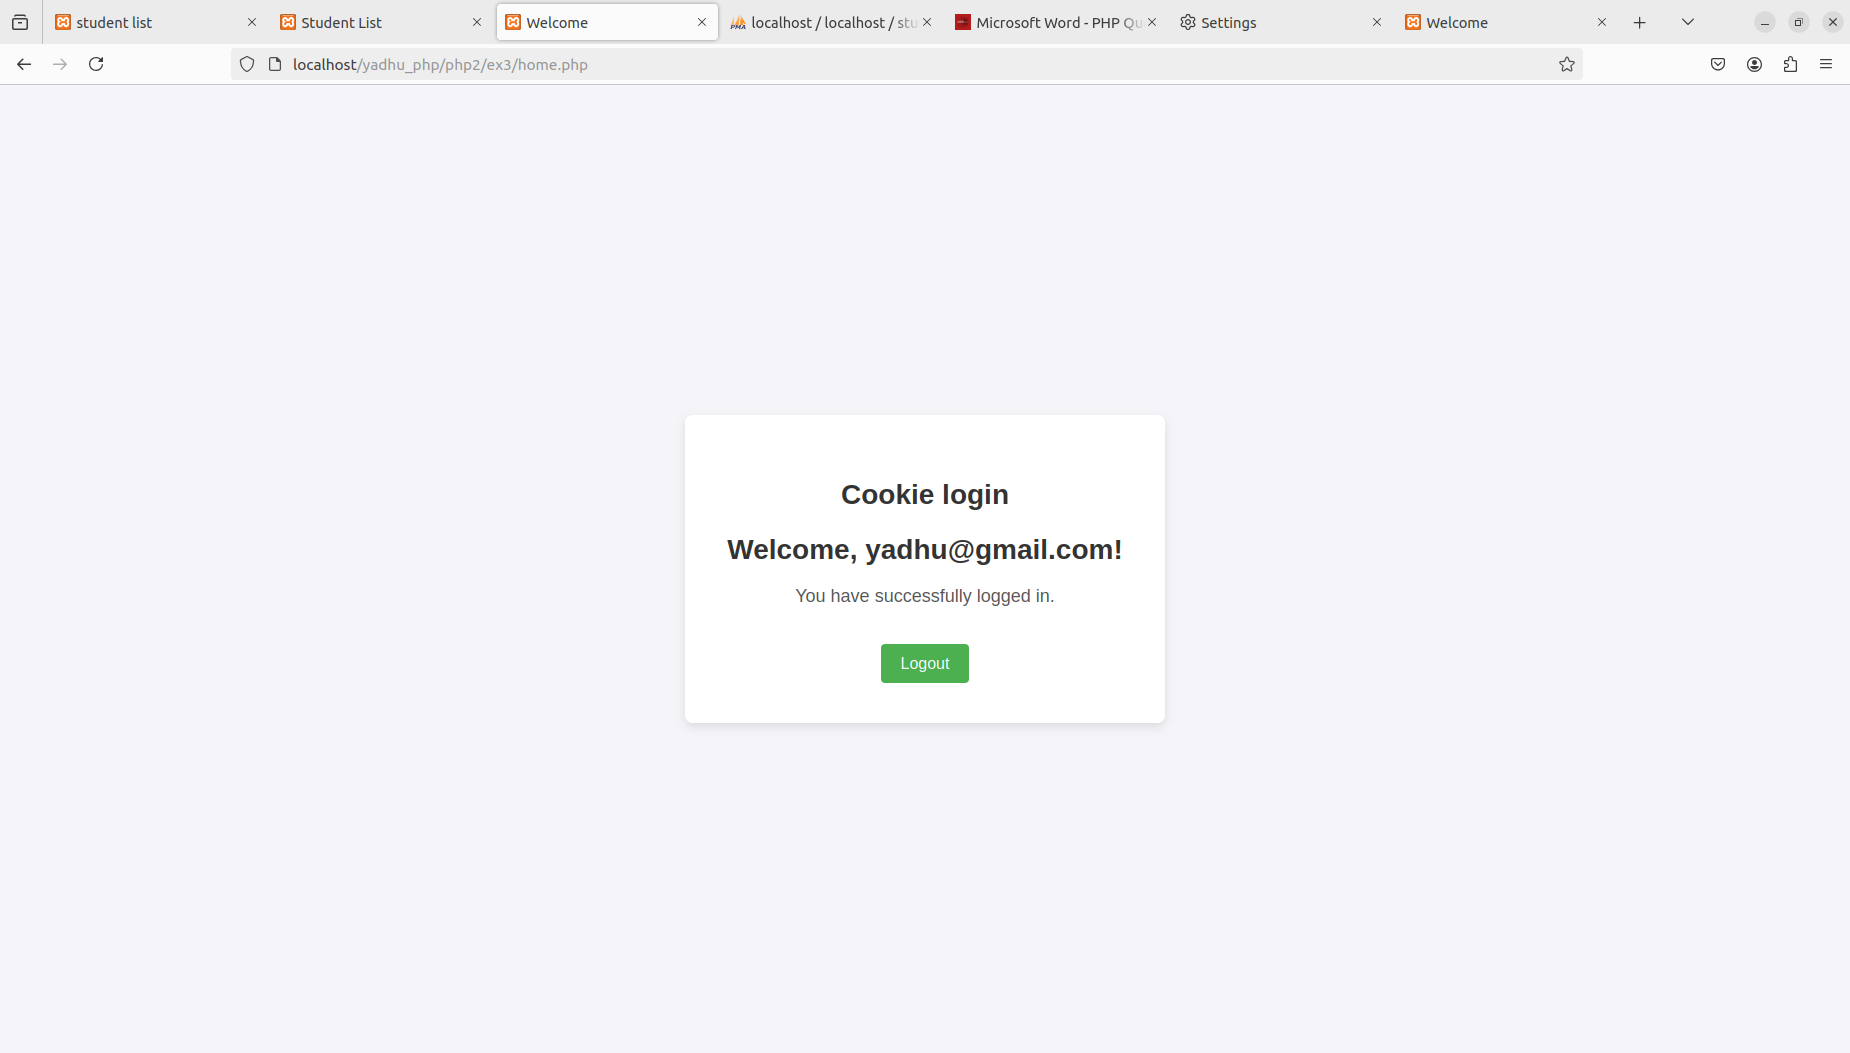 student list
Student List
Welcome
localhost / localhost / stu
Microsoft Word - PHP Qu
Settings
Welcome
localhost/yadhu_php/php2/ex3/home.php
Cookie login
Welcome, yadhu@gmail.com!
You have successfully logged in.
Logout